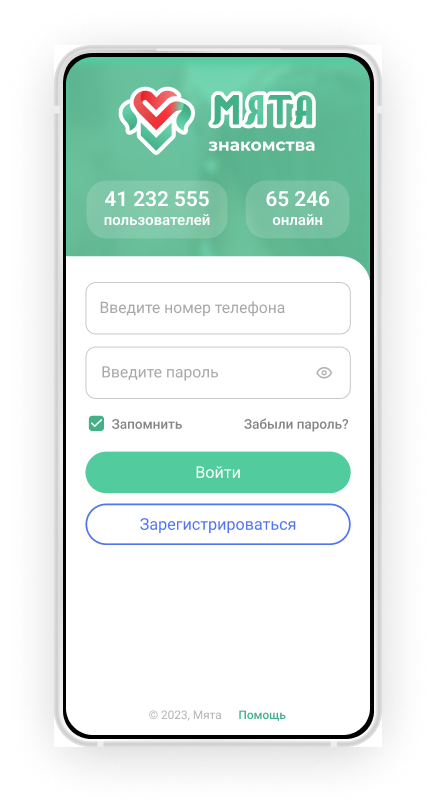 МЯТА
знакомства
41 232 555
пользователей
65 246
онлайн
Введите номер телефона
Введите пароль
Запомнить
Забыли пароль?
Войти
Зарегистрироваться
© 2023, Мята
Помощь